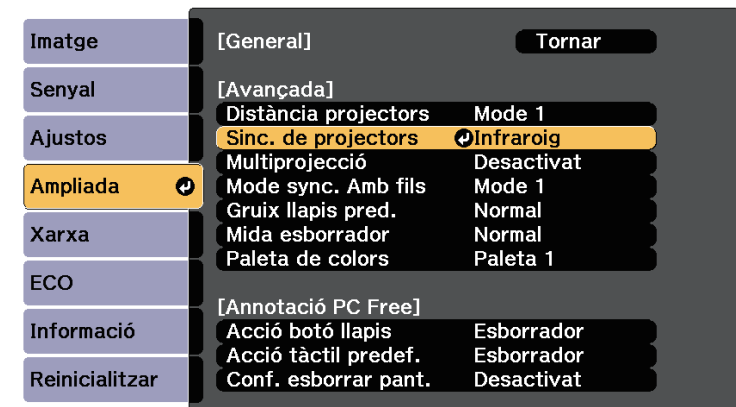 Imatge
Senyal
Ajustos
Ampliada
Xarxa
ECO
Informació
Reinicialitzar
[General] Tornar
[Avançada]
Distància projectors Mode 1
Sinc. de projectors Infraroig
Multiprojecció Desactivat
Mode sync. Amb fils Mode 1
Gruix llapis pred. Normal
Mida esborrador Normal
Paleta de colors Paleta 1
[Annotació PC Free]
Acció botó llapis Esborrador
Acció tàctil predef. Esborrador
Conf. esborrar pant. Desactivat